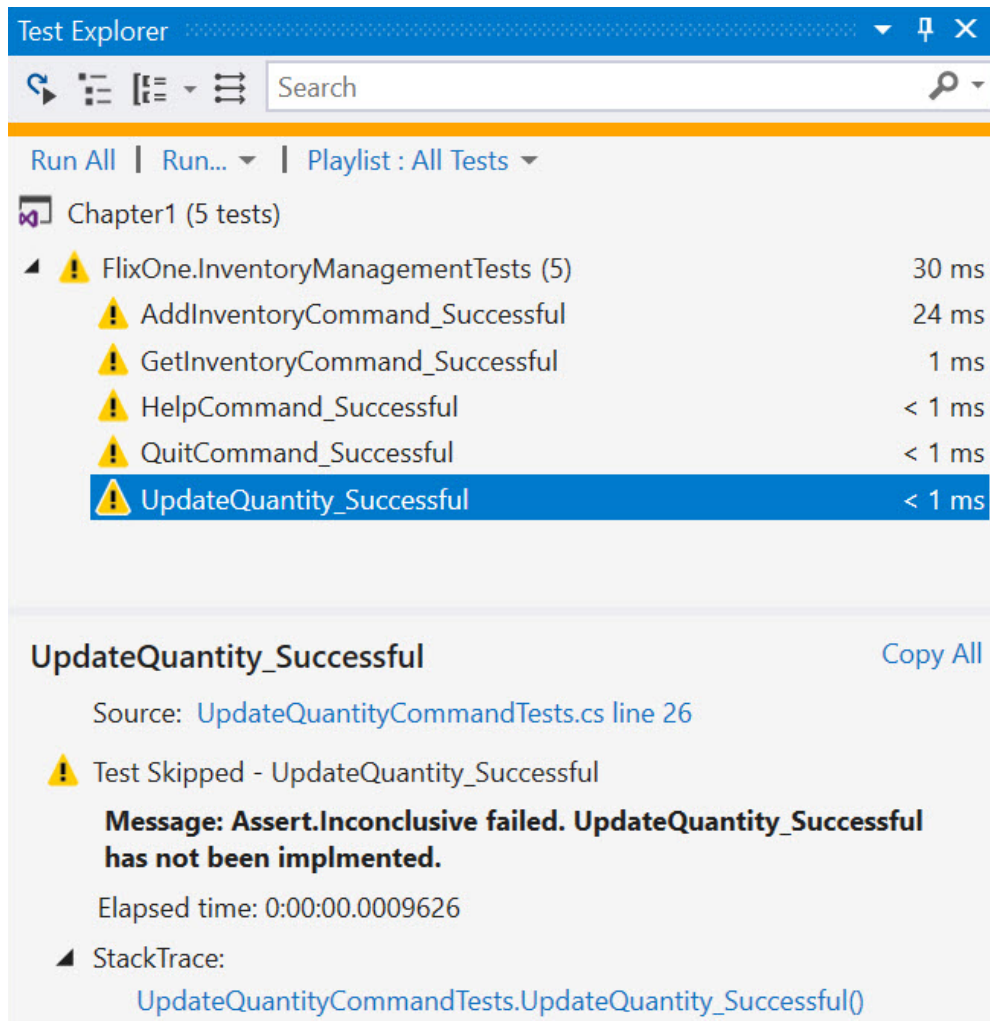 Test Explorer
Search
Run All | Run... | Playlist : All Tests
Chapter1 (5 tests)
FlixOne.InventoryManagementTests (5) 30 ms
AddInventoryCommand_Successful 24 ms
GetInventoryCommand_Successful 1 ms
HelpCommand_Successful < 1 ms
QuitCommand_Successful < 1 ms
UpdateQuantity_Successful < 1 ms
UpdateQuantity_Successful Copy All
Source: UpdateQuantityCommandTests.cs line 26
Test Skipped - UpdateQuantity_Successful
Message: Assert.Inconclusive failed. UpdateQuantity_Successful
has not been implmented.
Elapsed time: 0:00:00.0009626
StackTrace:
UpdateQuantityCommandTests.UpdateQuantity_Successful()